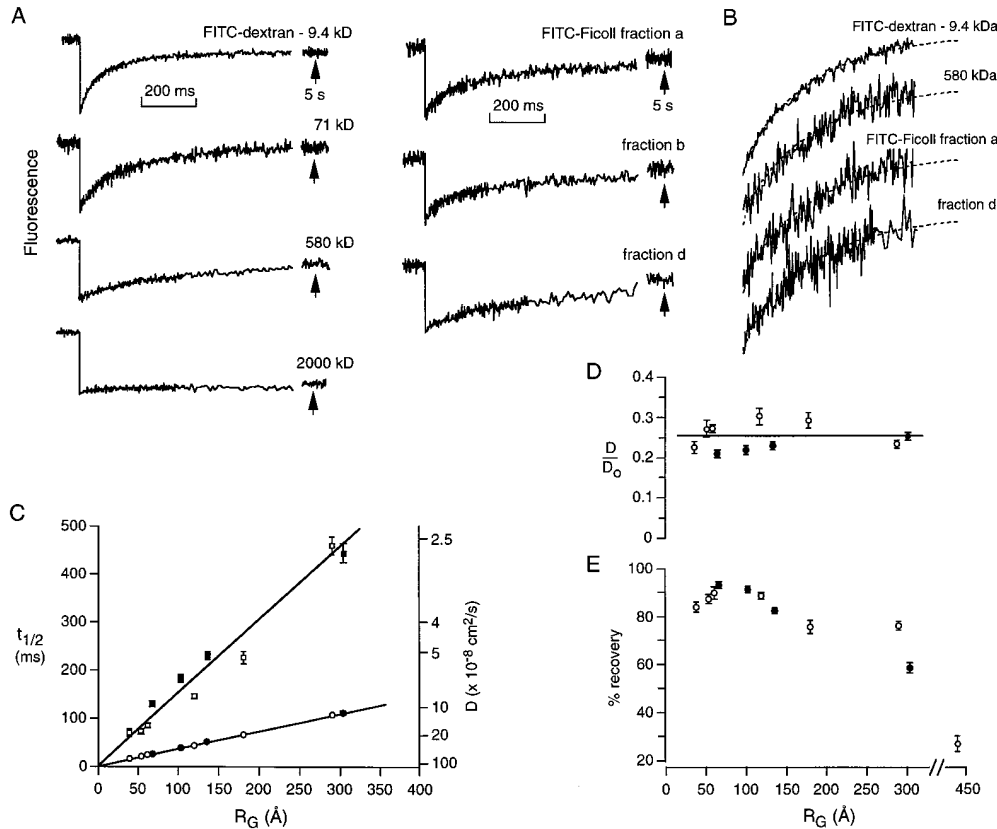 A
Fluorescence
FITC-dextran - 9.4 kD
200 ms
5 s
71 kD
580 kD
2000 kD
FITC-Ficoll fraction a
200 ms
5 s
fraction b
fraction d
B
FITC-dextran - 9.4 kDa
580 kDa
FITC-Ficoll fraction a
fraction d
C
500
400
300
200
100
0
t1/2
(ms)
2.5
4
5
10
20
100
D (x 10-8 cm2/s)
0 50 100 150 200 250 300 350 400
RG (Å)
D
0.4
0.3
0.2
0.1
0
D
Do
E
100
80
60
40
20
% recovery
0 50 100 150 200 250 300 450
RG (Å)